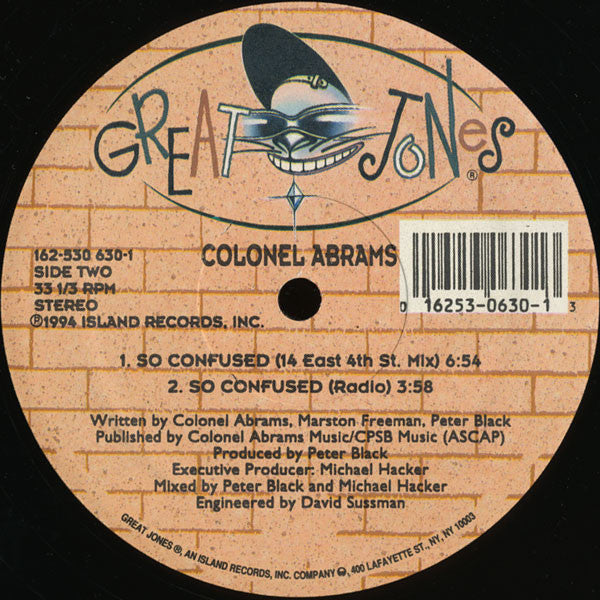 GREAT JONES ®
COLONEL ABRAMS
162-530 630-1
SIDE TWO
33 1/3 RPM
STEREO
℗1994 ISLAND RECORDS, INC.
0 16253-0630-1 3
1. SO CONFUSED (14 East 4th St. Mix) 6:54
2. SO CONFUSED (Radio) 3:58
Written by Colonel Abrams, Marston Freeman, Peter Black
Published by Colonel Abrams Music/CPSB Music (ASCAP)
Produced by Peter Black
Executive Producer: Michael Hacker
Mixed by Peter Black and Michael Hacker
Engineered by David Sussman
GREAT JONES ®, AN ISLAND RECORDS, INC. COMPANY, 400 LAFAYETTE ST., NY, NY 10003